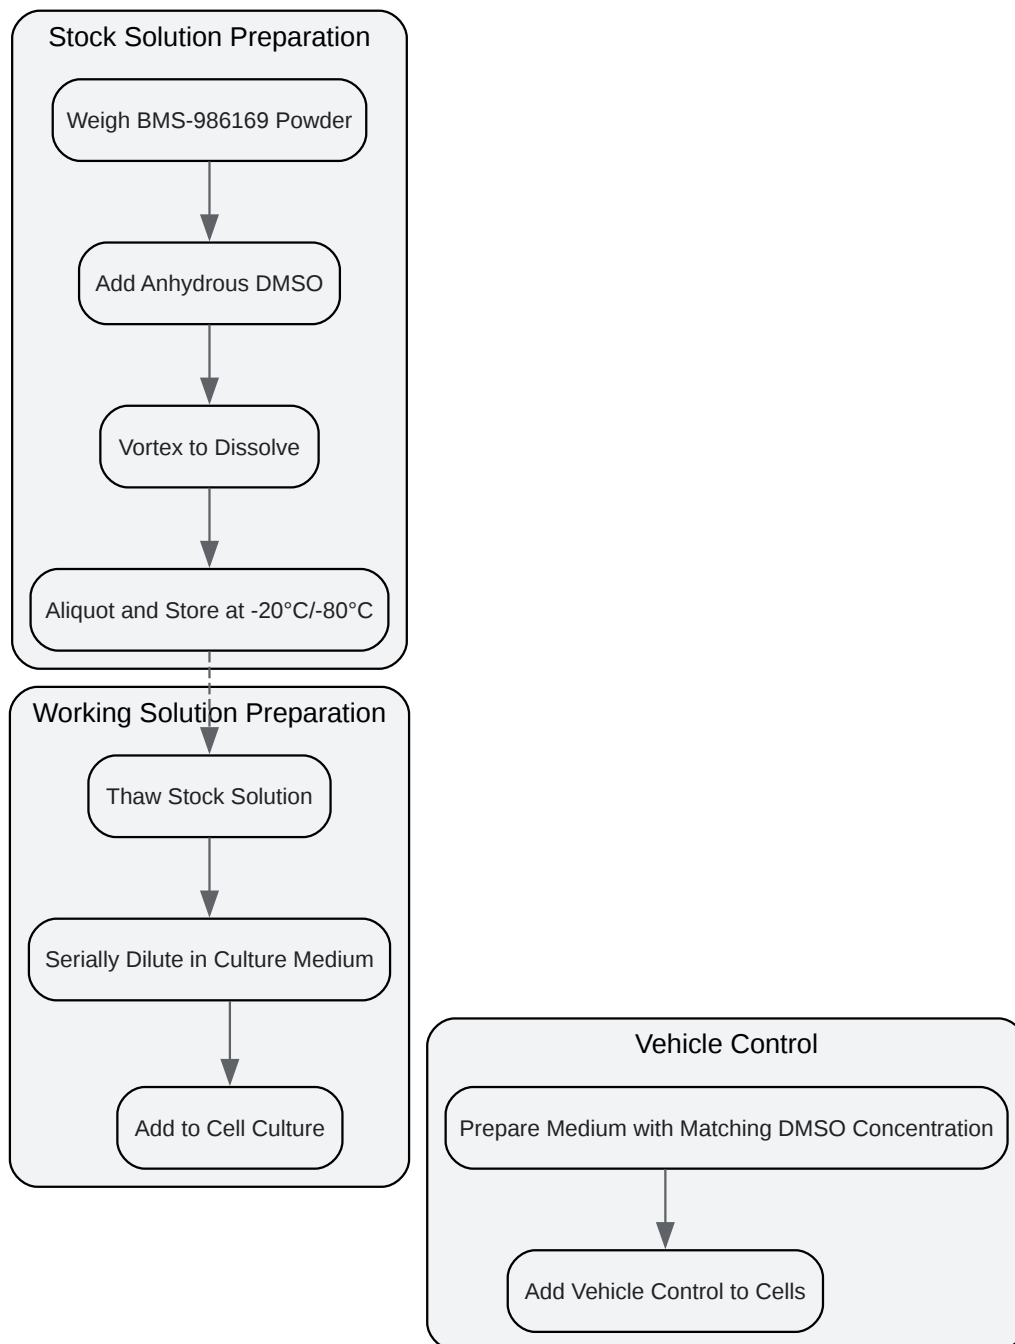 Stock Solution Preparation
Weigh BMS-986169 Powder
Add Anhydrous DMSO
Vortex to Dissolve
Aliquot and Store at -20°C/-80°C
Working Solution Preparation
Thaw Stock Solution
Serially Dilute in Culture Medium
Add to Cell Culture
Vehicle Control
Prepare Medium with Matching DMSO Concentration
Add Vehicle Control to Cells